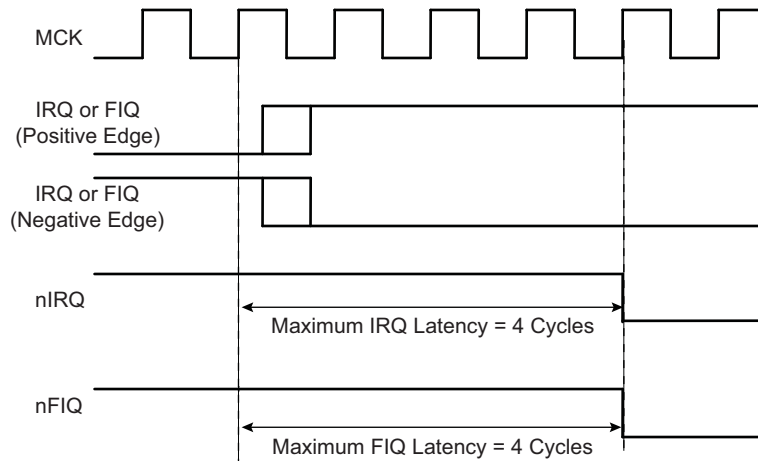 MCK
IRQ or FIQ
(Positive Edge)
IRQ or FIQ
(Negative Edge)
nIRQ
Maximum IRQ Latency = 4 Cycles
nFIQ
Maximum FIQ Latency = 4 Cycles